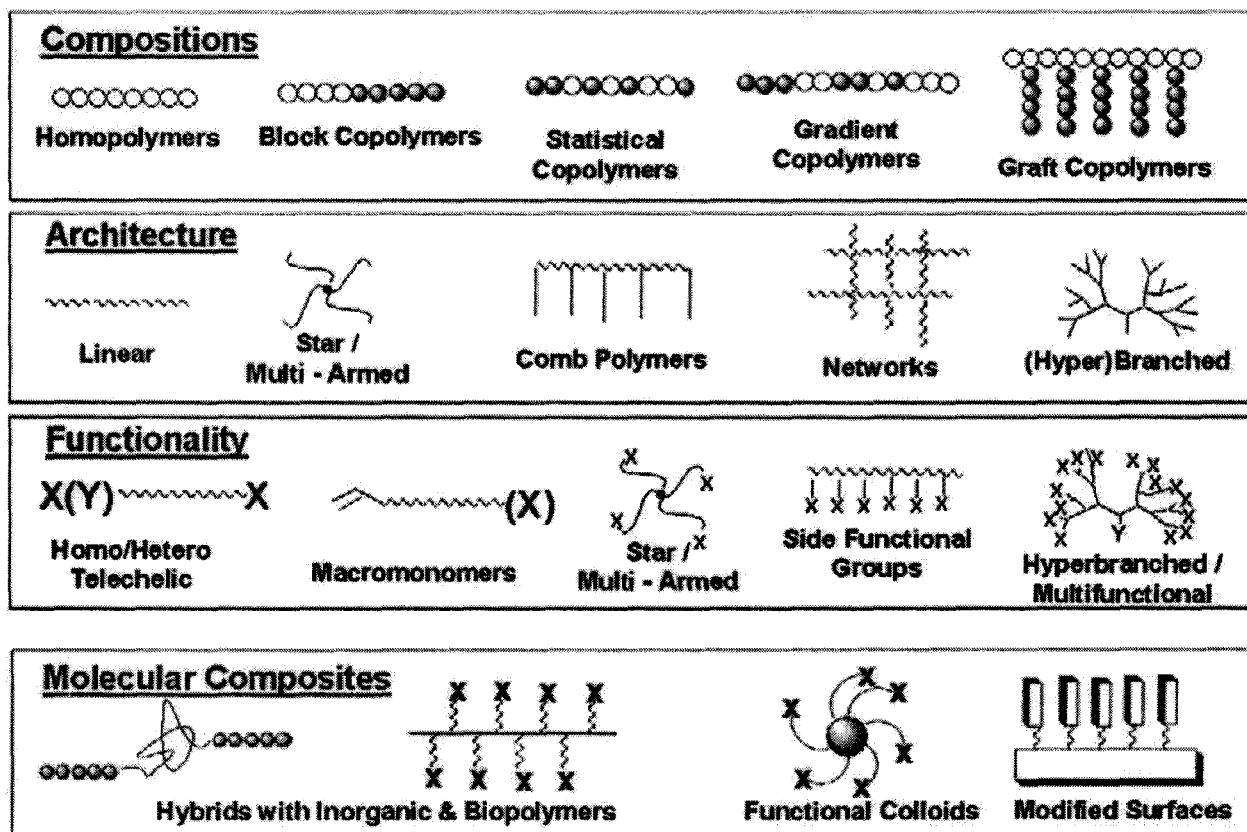 Compositions
Homopolymers
Block Copolymers
Statistical
Copolymers
Gradient
Copolymers
Graft Copolymers
Architecture
Linear
Star /
Multi - Armed
Comb Polymers
Networks
(Hyper)Branched
Functionality
X(Y) X
Homo/Hetero
Telechelic
(X)
Macromonomers
X
X
X
X
Star /
Multi - Armed
X X X X X X
Side Functional
Groups
X X X X X
X X
X X
X X
X X
X Y X
Hyperbranched /
Multifunctional
Molecular Composites
X X X X
X X X X
Hybrids with Inorganic & Biopolymers
X X
X
X
X X
Functional Colloids
Modified Surfaces